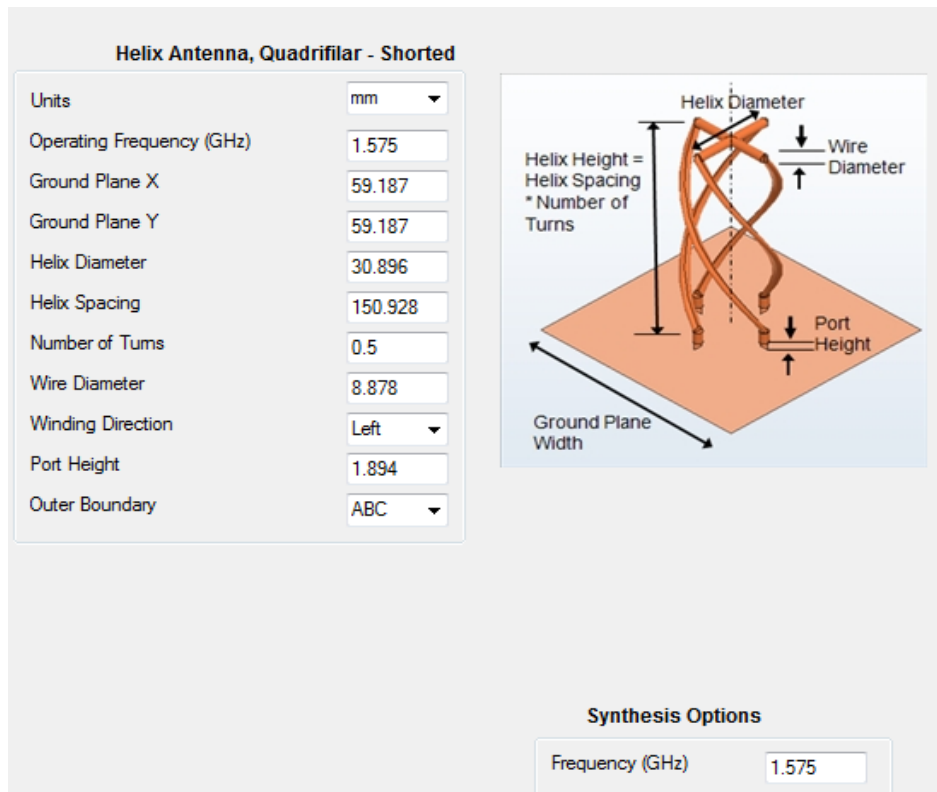 Helix Antenna, Quadrifilar - Shorted
Units mm
Operating Frequency (GHz) 1.575
Ground Plane X 59.187
Ground Plane Y 59.187
Helix Diameter 30.896
Helix Spacing 150.928
Number of Turns 0.5
Wire Diameter 8.878
Winding Direction Left
Port Height 1.894
Outer Boundary ABC
Helix Diameter
Wire
Diameter
Helix Height =
Helix Spacing
* Number of
Turns
Port
Height
Ground Plane
Width
Synthesis Options
Frequency (GHz) 1.575